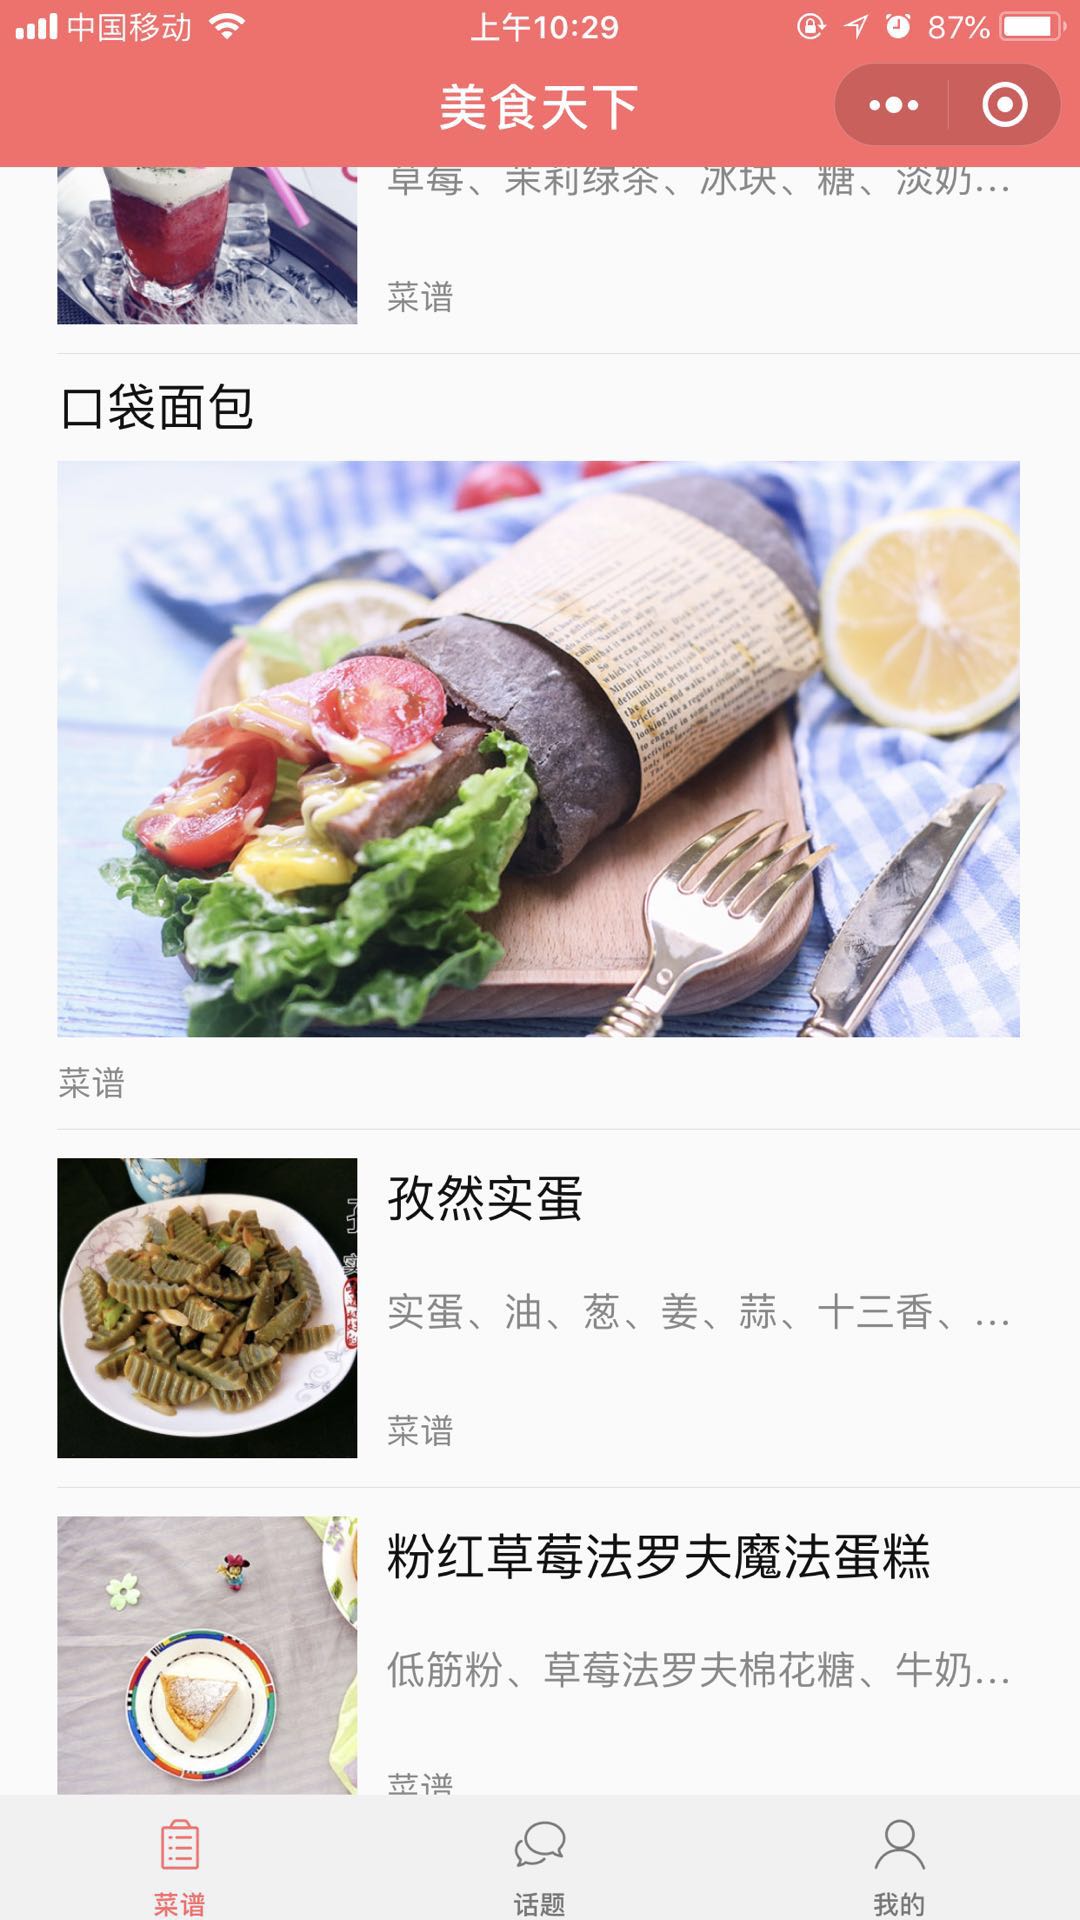 中国移动
上午10:29
87%
美食天下
草莓、茉莉绿茶、冰块、糖、淡奶...
菜谱
口袋面包
菜谱
孜然实蛋
实蛋、油、葱、姜、蒜、十三香、...
菜谱
粉红草莓法罗夫魔法蛋糕
低筋粉、草莓法罗夫棉花糖、牛奶...
菜谱
菜谱
话题
我的